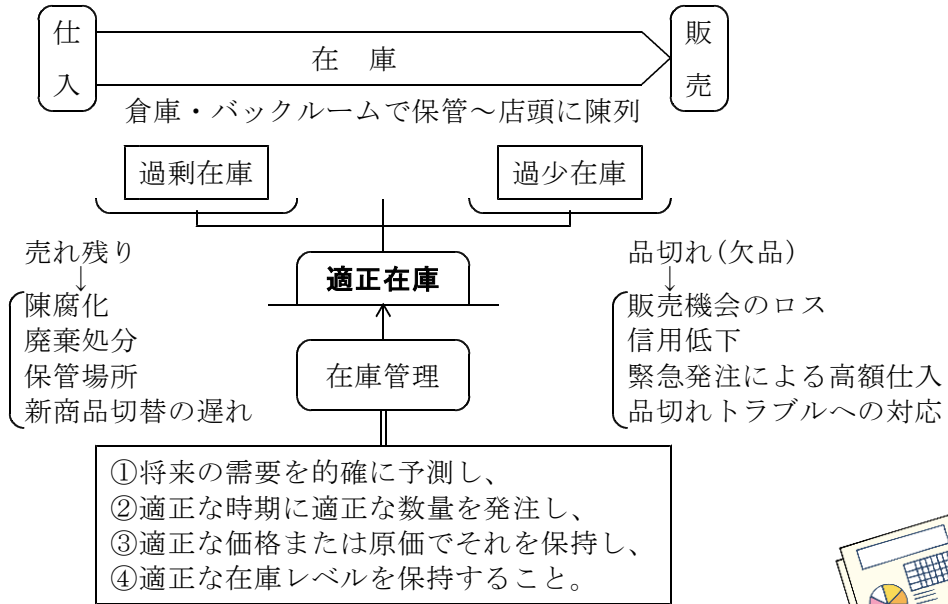 仕入
在　庫
販売
倉庫・バックルームで保管～店頭に陳列
過剰在庫
過少在庫
売れ残り
↓
陳腐化
廃棄処分
保管場所
新商品切替の遅れ
適正在庫
在庫管理
品切れ(欠品)
↓
販売機会のロス
信用低下
緊急発注による高額仕入
品切れトラブルへの対応
①将来の需要を的確に予測し、
②適正な時期に適正な数量を発注し、
③適正な価格または原価でそれを保持し、
④適正な在庫レベルを保持すること。